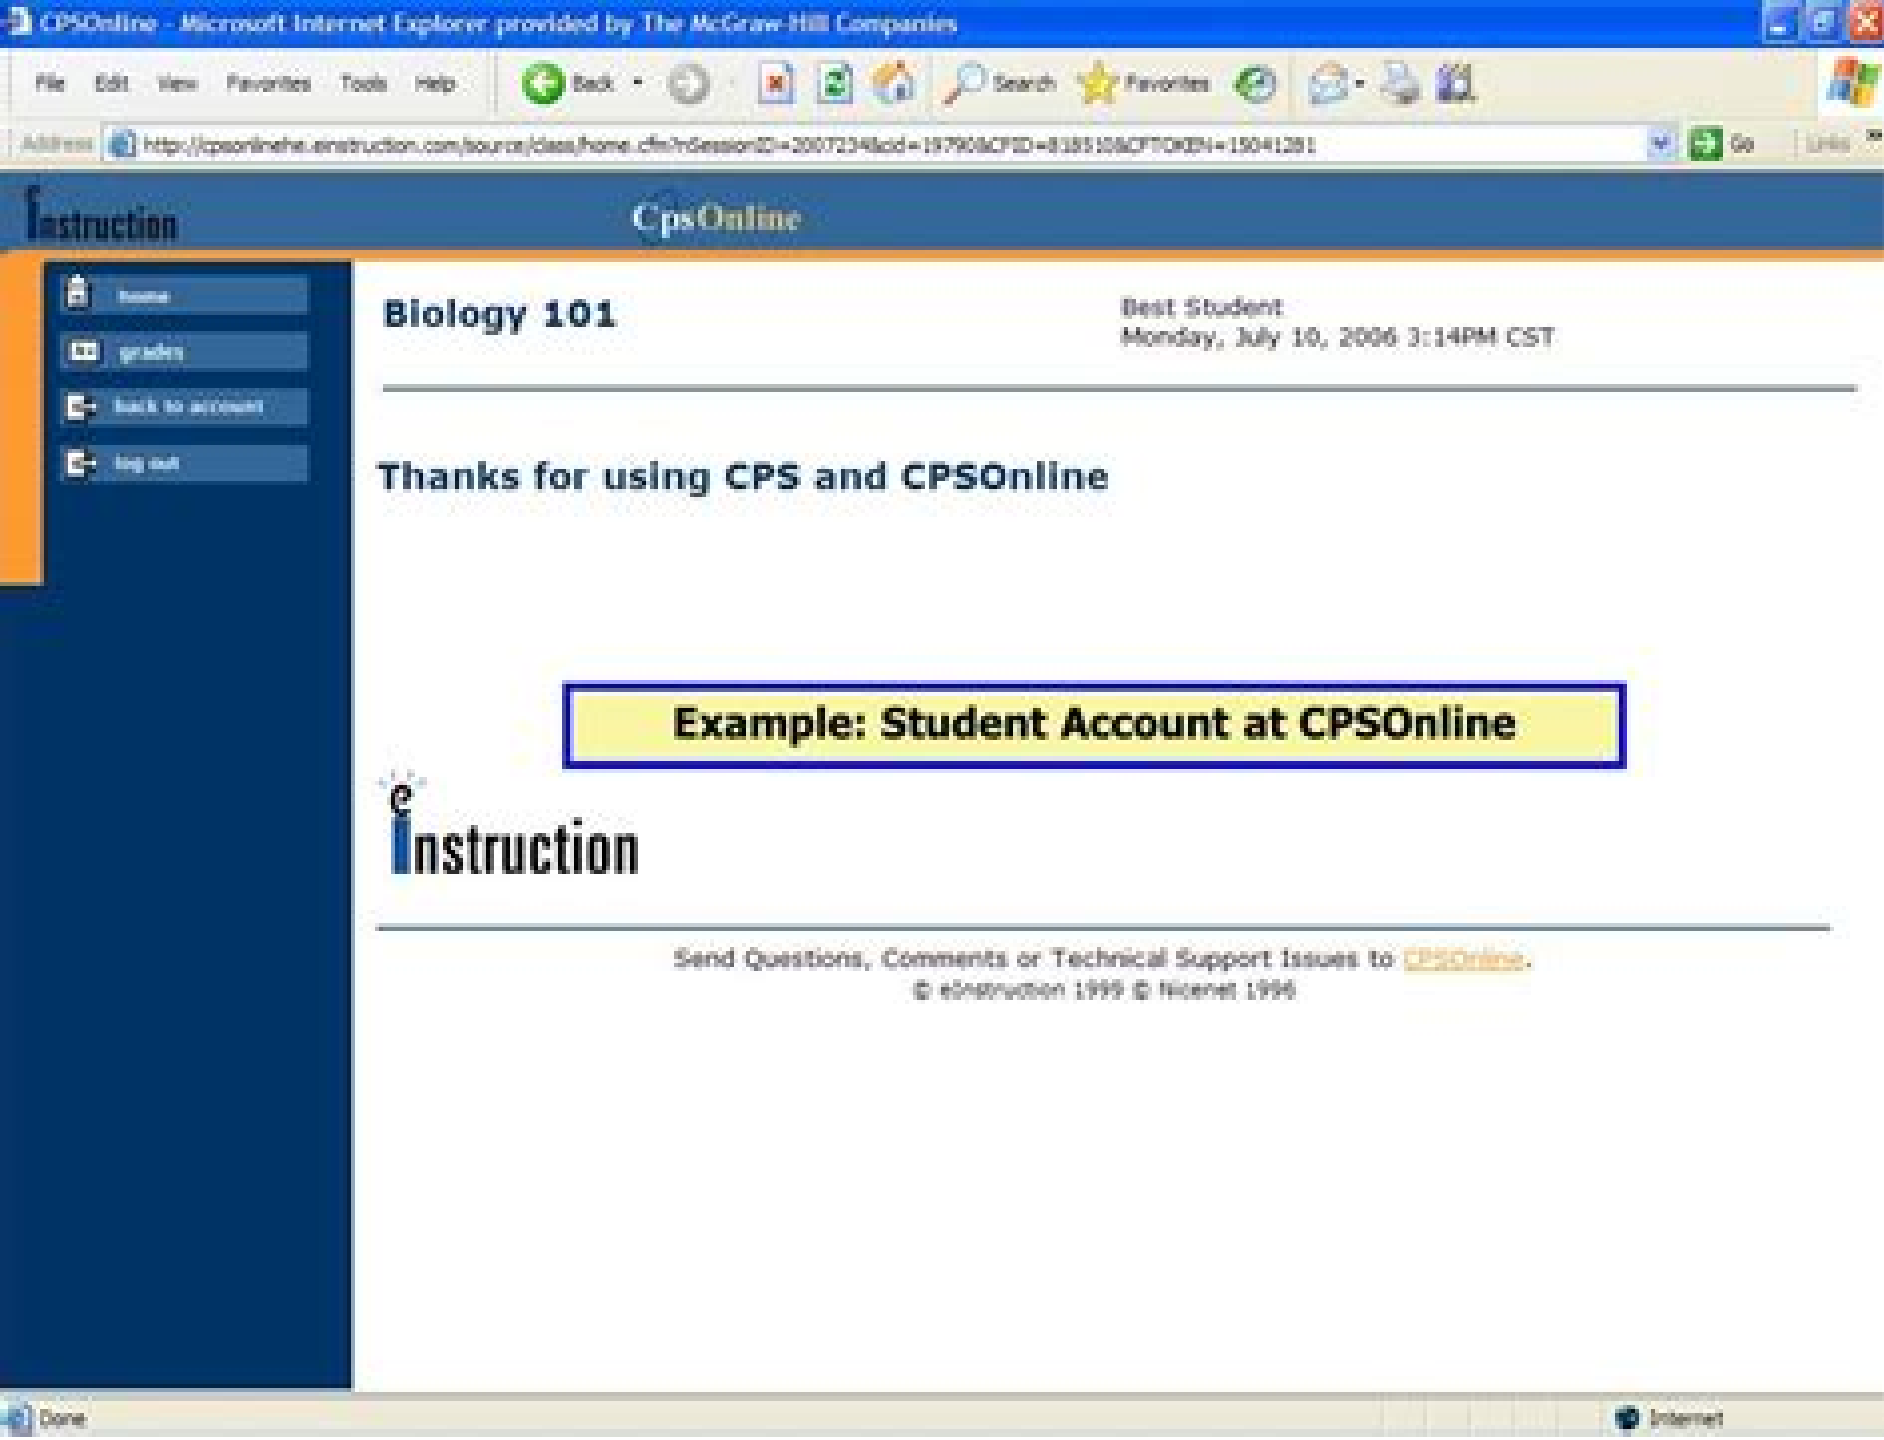 CPSOnline - Microsoft Internet Explorer provided by The McGraw-Hill Companies
File Edit View Favorites Tools Help Back Search Favorites
Address Go Links
instruction CpsOnline
home
grades
back to account
log out
Biology 101
Best Student
Monday, July 10, 2006 3:14PM CST
Thanks for using CPS and CPSOnline
Example: Student Account at CPSOnline
eInstruction
Send Questions, Comments or Technical Support Issues to CPSOnline.
© eInstruction 1999 © Nicenet 1996
Done Internet